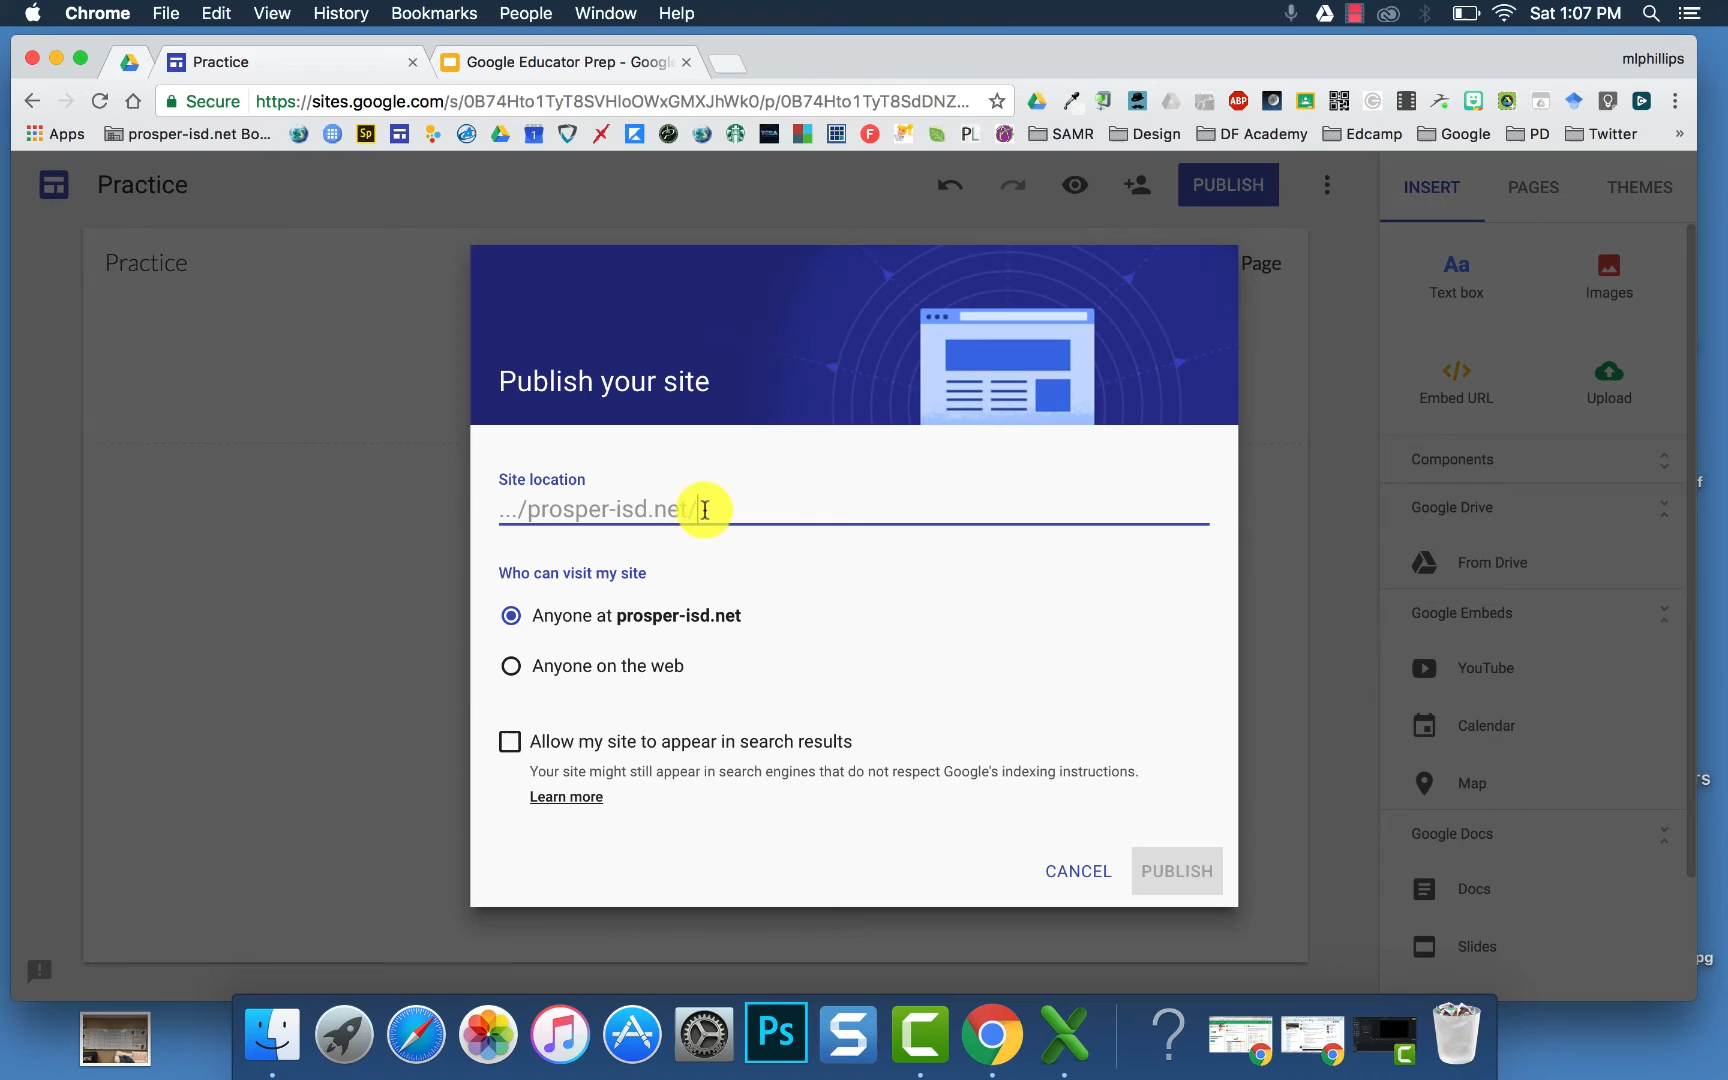 Chrome File Edit View History Bookmarks People Window Help Sat 1:07 PM
Practice Google Educator Prep - Googl mlphillips
Secure https://sites.google.com/s/0B74Hto1TyT8SVHloOWxGMXJhWk0/p/0B74Hto1TyT8SdDNZ...
Apps prosper-isd.net Bo... Sp 1 TCEA F PL SAMR Design DF Academy Edcamp Google PD Twitter »
Practice PUBLISH INSERT PAGES THEMES
Practice Page
Aa
Text box Images
Embed URL Upload
Components
Google Drive
From Drive
Google Embeds
YouTube
Calendar
Map
Google Docs
Docs
Slides
Publish your site
Site location
.../prosper-isd.net/
Who can visit my site
Anyone at prosper-isd.net
Anyone on the web
Allow my site to appear in search results
Your site might still appear in search engines that do not respect Google's indexing instructions.
Learn more
CANCEL PUBLISH
f
TS
pg
Ps S C X ?